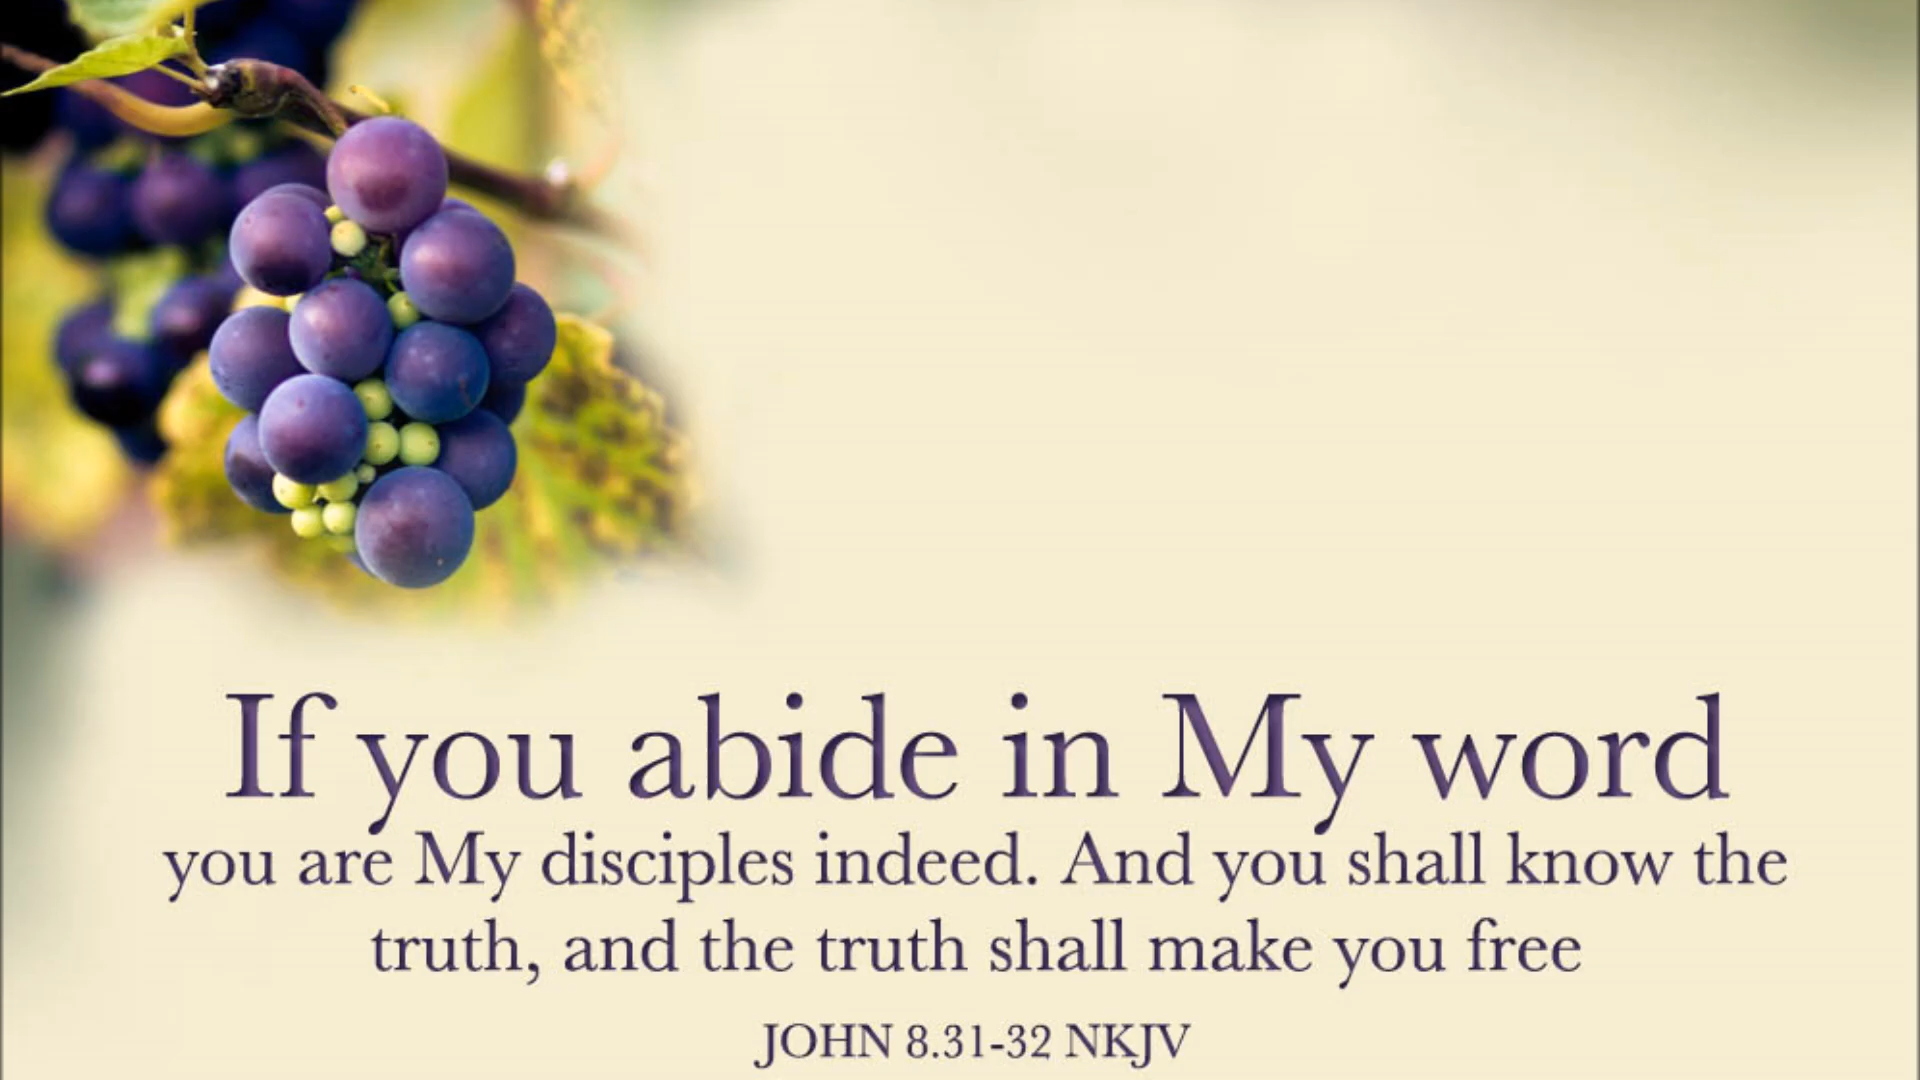 If you abide in My word
you are My disciples indeed. And you shall know the
truth, and the truth shall make you free
JOHN 8.31-32 NKJV